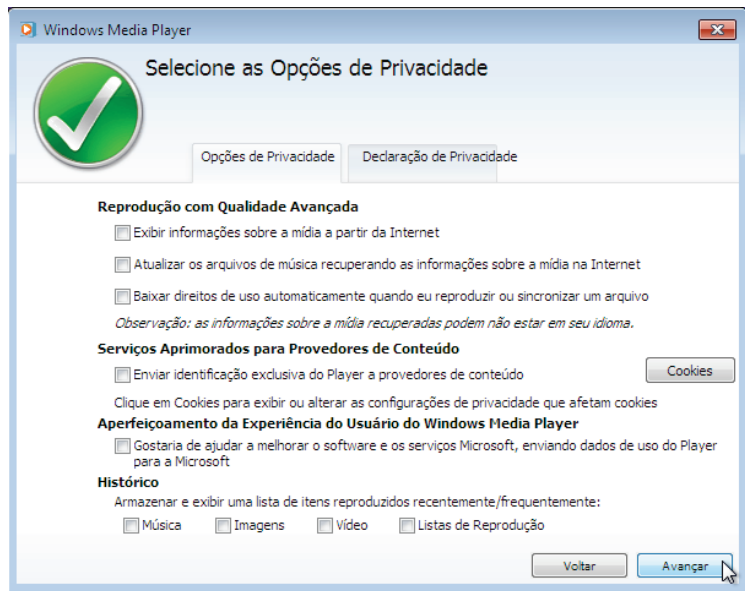 Windows Media Player
Selecione as Opções de Privacidade
Opções de Privacidade Declaração de Privacidade
Reprodução com Qualidade Avançada
Exibir informações sobre a mídia a partir da Internet
Atualizar os arquivos de música recuperando as informações sobre a mídia na Internet
Baixar direitos de uso automaticamente quando eu reproduzir ou sincronizar um arquivo
Observação: as informações sobre a mídia recuperadas podem não estar em seu idioma.
Serviços Aprimorados para Provedores de Conteúdo
Enviar identificação exclusiva do Player a provedores de conteúdo Cookies
Clique em Cookies para exibir ou alterar as configurações de privacidade que afetam cookies
Aperfeiçoamento da Experiência do Usuário do Windows Media Player
Gostaria de ajudar a melhorar o software e os serviços Microsoft, enviando dados de uso do Player
para a Microsoft
Histórico
Armazenar e exibir uma lista de itens reproduzidos recentemente/frequentemente:
Música Imagens Vídeo Listas de Reprodução
Voltar Avançar